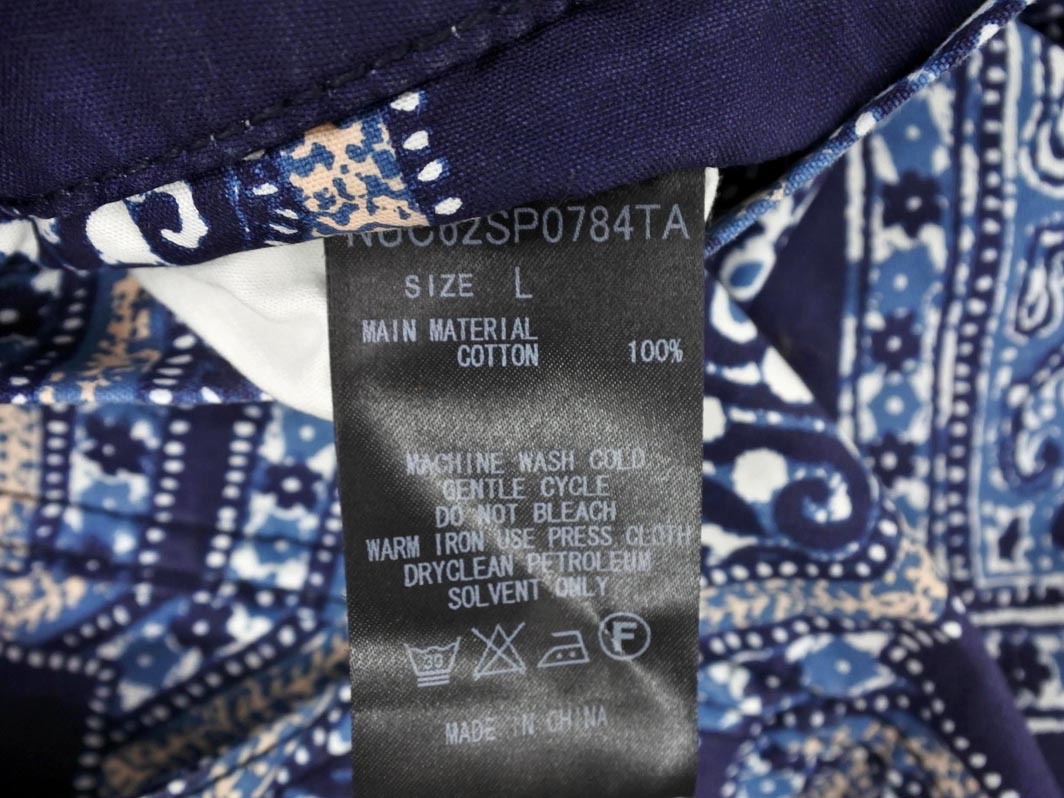 NUC02SP0784TA
SIZE L
MAIN MATERIAL
COTTON 100%
MACHINE WASH COLD
GENTLE CYCLE
DO NOT BLEACH
WARM IRON USE PRESS CLOTH
DRYCLEAN PETROLEUM
SOLVENT ONLY
30 F
MADE IN CHINA